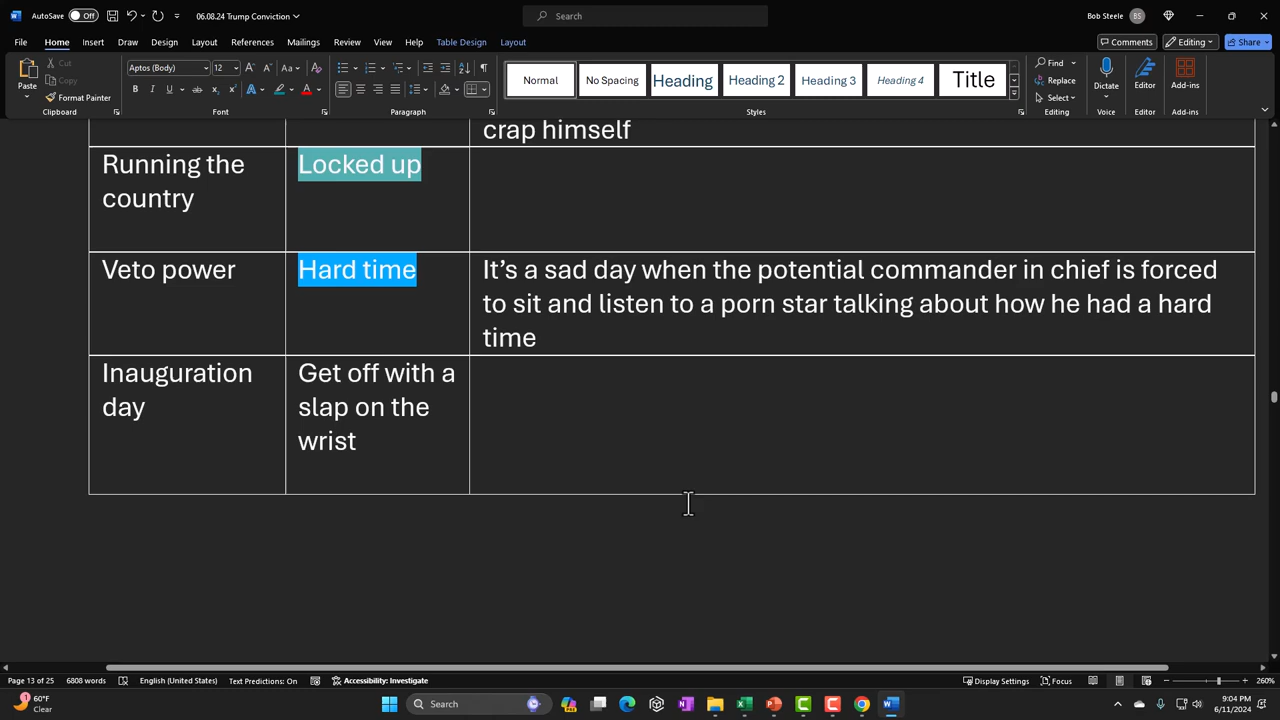 AutoSave Off 06.08.24 Trump Conviction Search Bob Steele BS
File Home Insert Draw Design Layout References Mailings Review View Help Table Design Layout Comments Editing Share
Paste Cut Copy Format Painter Clipboard
Aptos (Body) 12 Font
Paragraph
Normal No Spacing Heading Heading 2 Heading 3 Heading 4 Title Styles
Find Replace Select Editing
Dictate Voice Editor Editor Add-ins Add-ins
crap himself
Running the
country
Locked up
Veto power
Hard time
It’s a sad day when the potential commander in chief is forced
to sit and listen to a porn star talking about how he had a hard
time
Inauguration
day
Get off with a
slap on the
wrist
Page 13 of 25 6808 words English (United States) Text Predictions: On Accessibility: Investigate Display Settings Focus 260%
1 60°F
Clear
Search
9:04 PM
6/11/2024